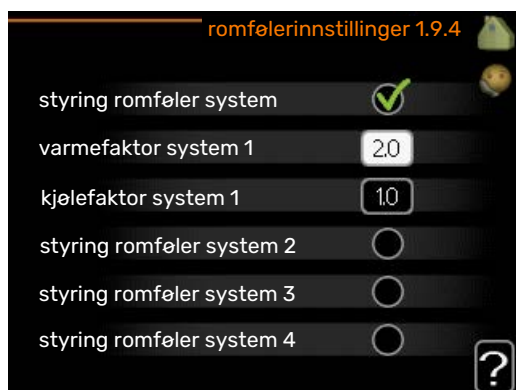 romfølerinnstillinger 1.9.4
styring romføler system
varmefaktor system 1 2.0
kjølefaktor system 1 1.0
styring romføler system 2
styring romføler system 3
styring romføler system 4
?